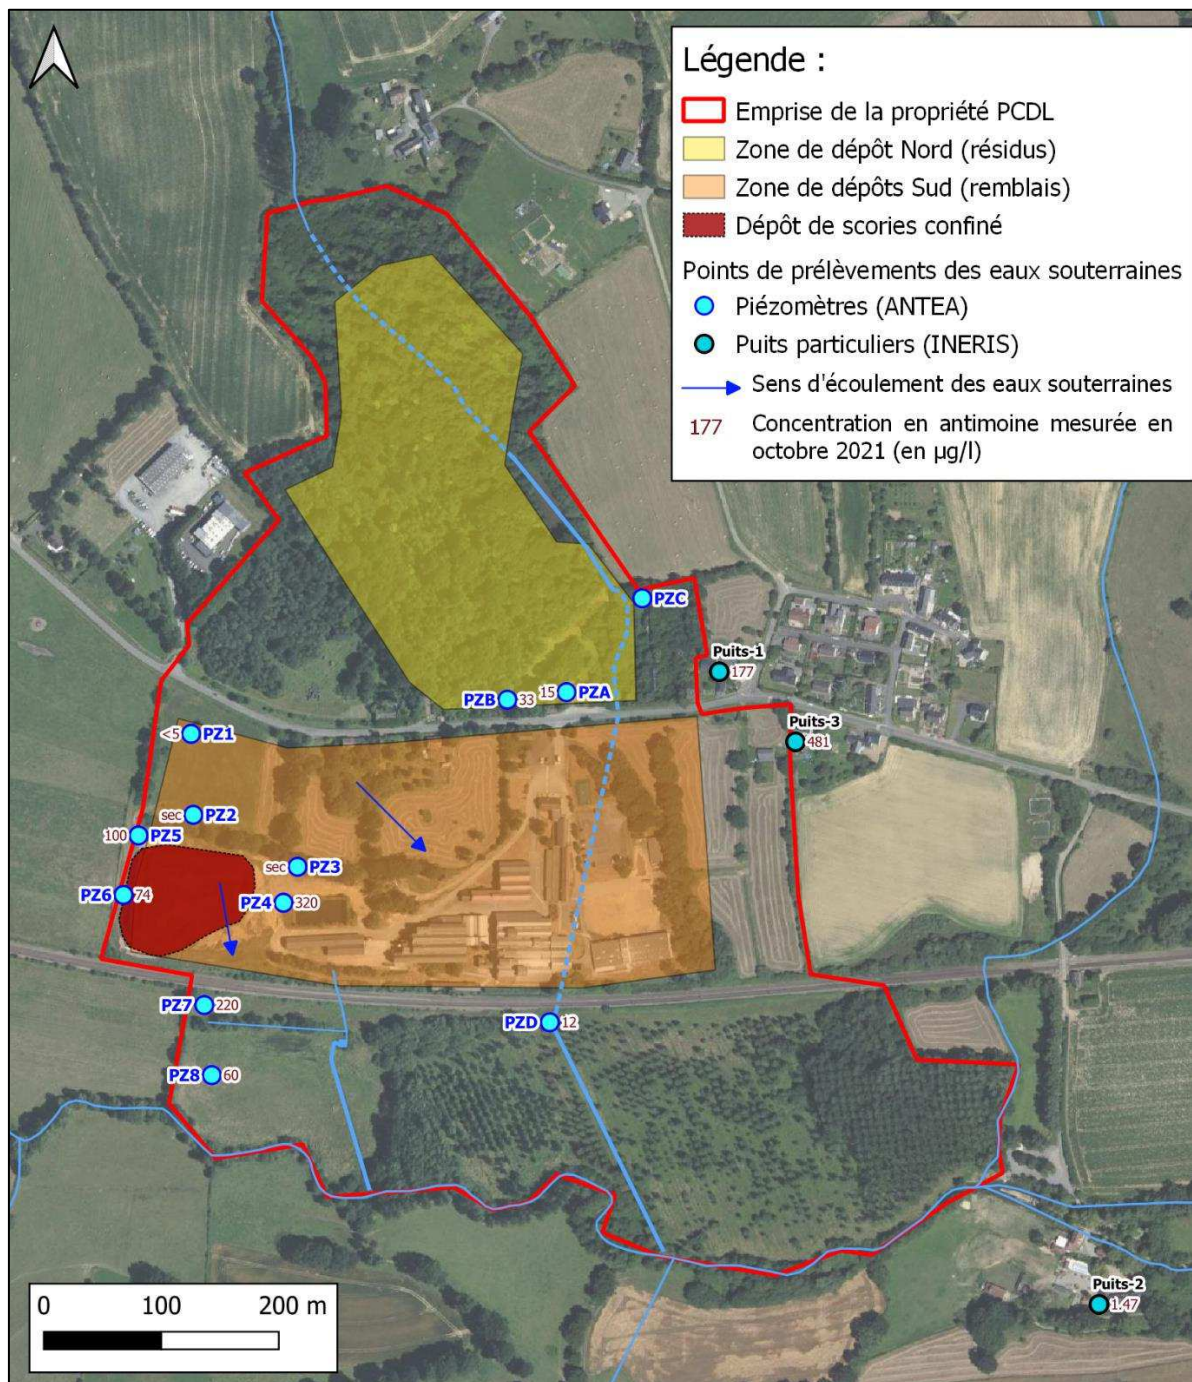 Légende :
Emprise de la propriété PCDL
Zone de dépôt Nord (résidus)
Zone de dépôts Sud (remblais)
Dépôt de scories confiné
Points de prélèvements des eaux souterraines
Piézomètres (ANTEA)
Puits particuliers (INERIS)
Sens d'écoulement des eaux souterraines
177 Concentration en antimoine mesurée en
octobre 2021 (en µg/l)
PZC
Puits-1
177
PZB 33
15 PZA
<5 PZ1
Puits-3
481
sec PZ2
100 PZ5
sec PZ3
PZ6 74
PZ4 320
PZ7 220
PZD 12
PZ8 60
Puits-2
1.47
0 100 200 m